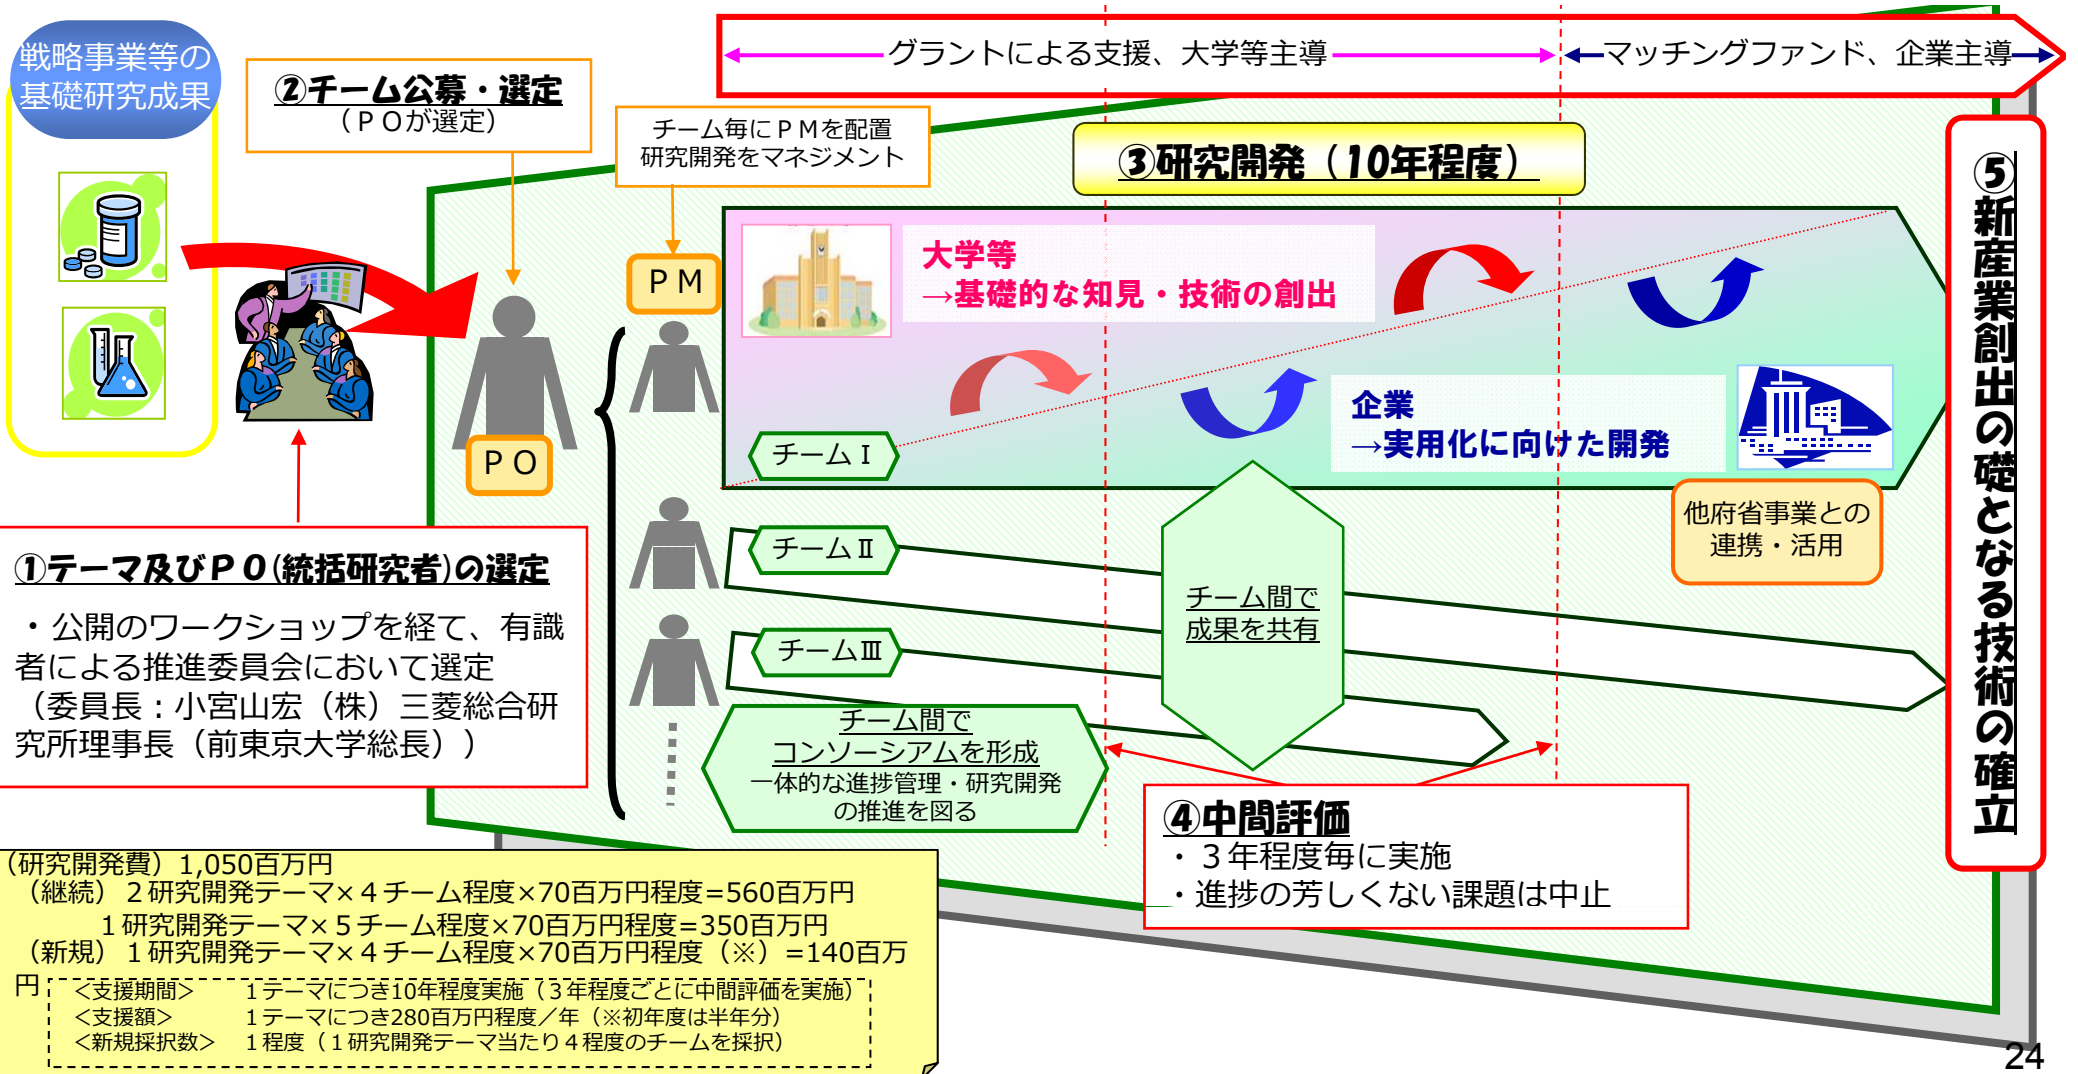 戦略事業等の
基礎研究成果
②チーム公募・選定
（ＰＯが選定）
チーム毎にＰＭを配置
研究開発をマネジメント
グラントによる支援、大学等主導
マッチングファンド、企業主導
③研究開発（10年程度）
ＰＭ
ＰＯ
大学等
→基礎的な知見・技術の創出
企業
→実用化に向けた開発
チームⅠ
チームⅡ
チームⅢ
チーム間で
成果を共有
他府省事業との
連携・活用
⑤新産業創出の礎となる技術の確立
①テーマ及びＰＯ(統括研究者)の選定
・公開のワークショップを経て、有識
者による推進委員会において選定
（委員長：小宮山宏（株）三菱総合研
究所理事長（前東京大学総長））
チーム間で
コンソーシアムを形成
一体的な進捗管理・研究開発
の推進を図る
④中間評価
・３年程度毎に実施
・進捗の芳しくない課題は中止
（研究開発費）1,050百万円
（継続）２研究開発テーマ×４チーム程度×70百万円程度=560百万円
１研究開発テーマ×５チーム程度×70百万円程度=350百万円
（新規）１研究開発テーマ×４チーム程度×70百万円程度（※）=140百万
円
＜支援期間＞　１テーマにつき10年程度実施（３年程度ごとに中間評価を実施）
＜支援額＞　１テーマにつき280百万円程度／年（※初年度は半年分）
＜新規採択数＞　１程度（１研究開発テーマ当たり４程度のチームを採択）
24